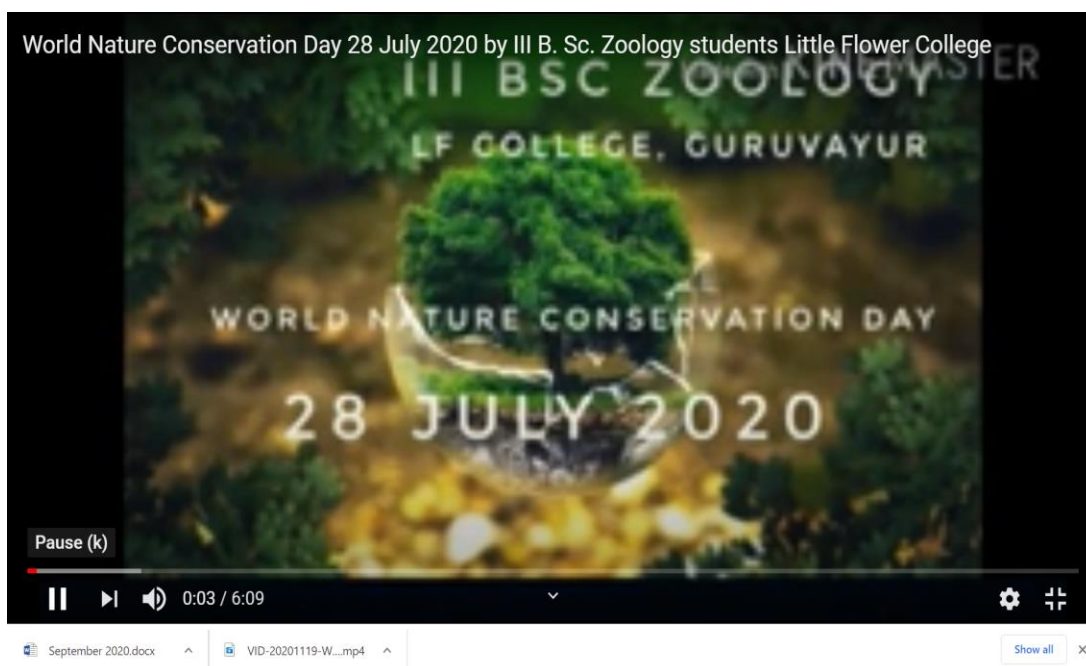 World Nature Conservation Day 28 July 2020 by III B. Sc. Zoology students Little Flower College
III BSC ZOOLOGY
KINEMASTER
LF COLLEGE, GURUVAYUR
WORLD NATURE CONSERVATION DAY
28 JULY 2020
Pause (k)
0:03 / 6:09
September 2020.docx
VID-20201119-W....mp4
Show all